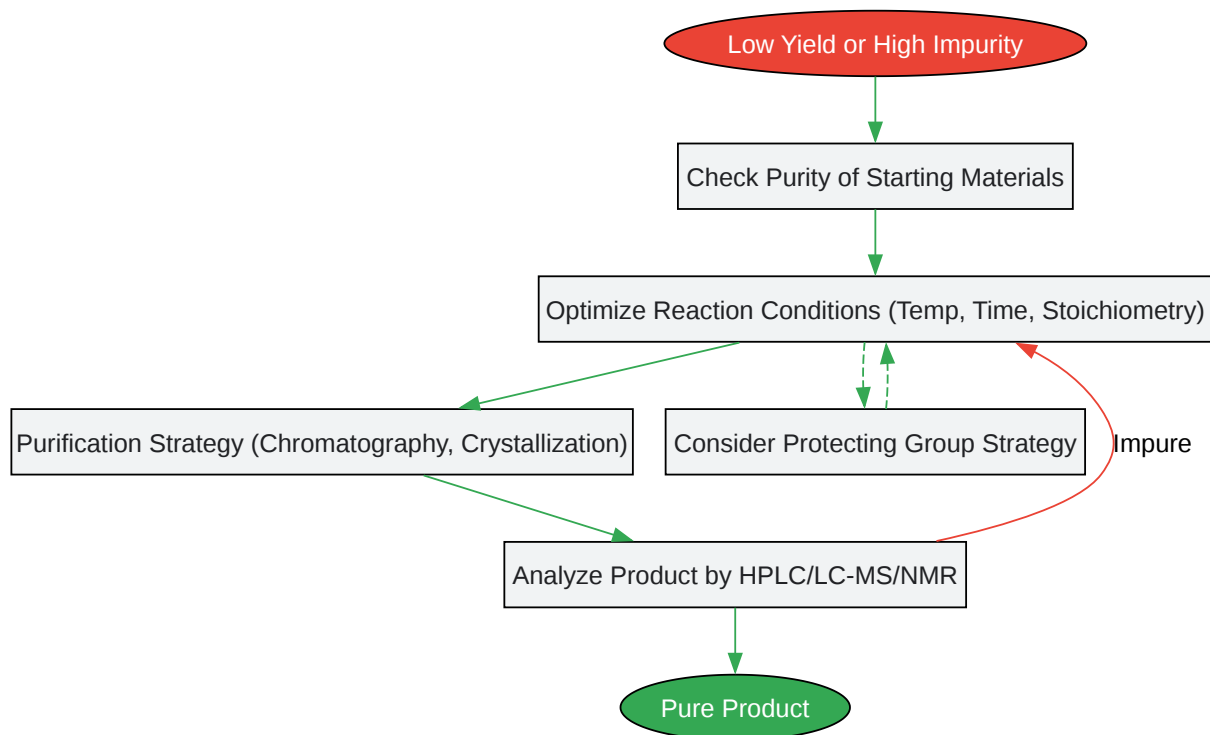 Low Yield or High Impurity
Check Purity of Starting Materials
Optimize Reaction Conditions (Temp, Time, Stoichiometry)
Purification Strategy (Chromatography, Crystallization)
Consider Protecting Group Strategy
Impure
Analyze Product by HPLC/LC-MS/NMR
Pure Product